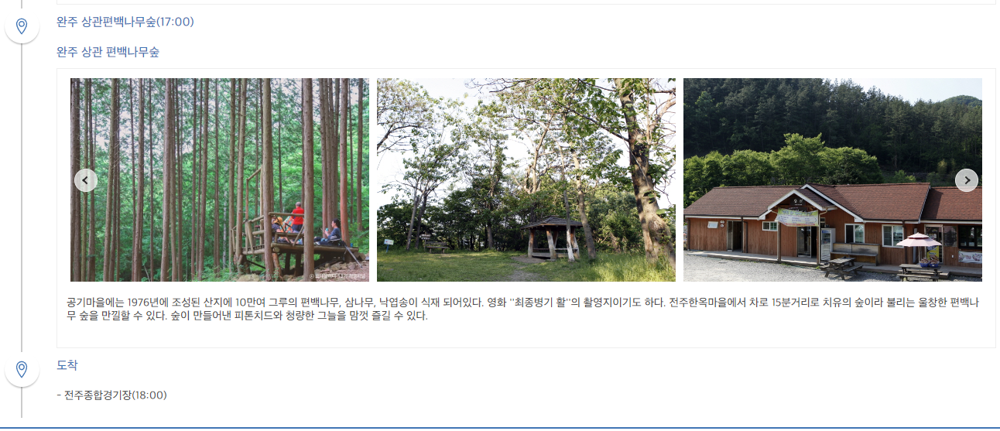 완주 상관편백나무숲(17:00)
완주 상관 편백나무숲
공기마을에는 1976년에 조성된 산지에 10만여 그루의 편백나무, 삼나무, 낙엽송이 식재 되어있다. 영화 "최종병기 활"의 촬영지이기도 하다. 전주한옥마을에서 차로 15분거리로 치유의 숲이라 불리는 울창한 편백나
무 숲을 만낄할 수 있다. 숲이 만들어낸 피톤치드와 청량한 그늘을 맘껏 즐길 수 있다.
도착
- 전주종합경기장(18:00)